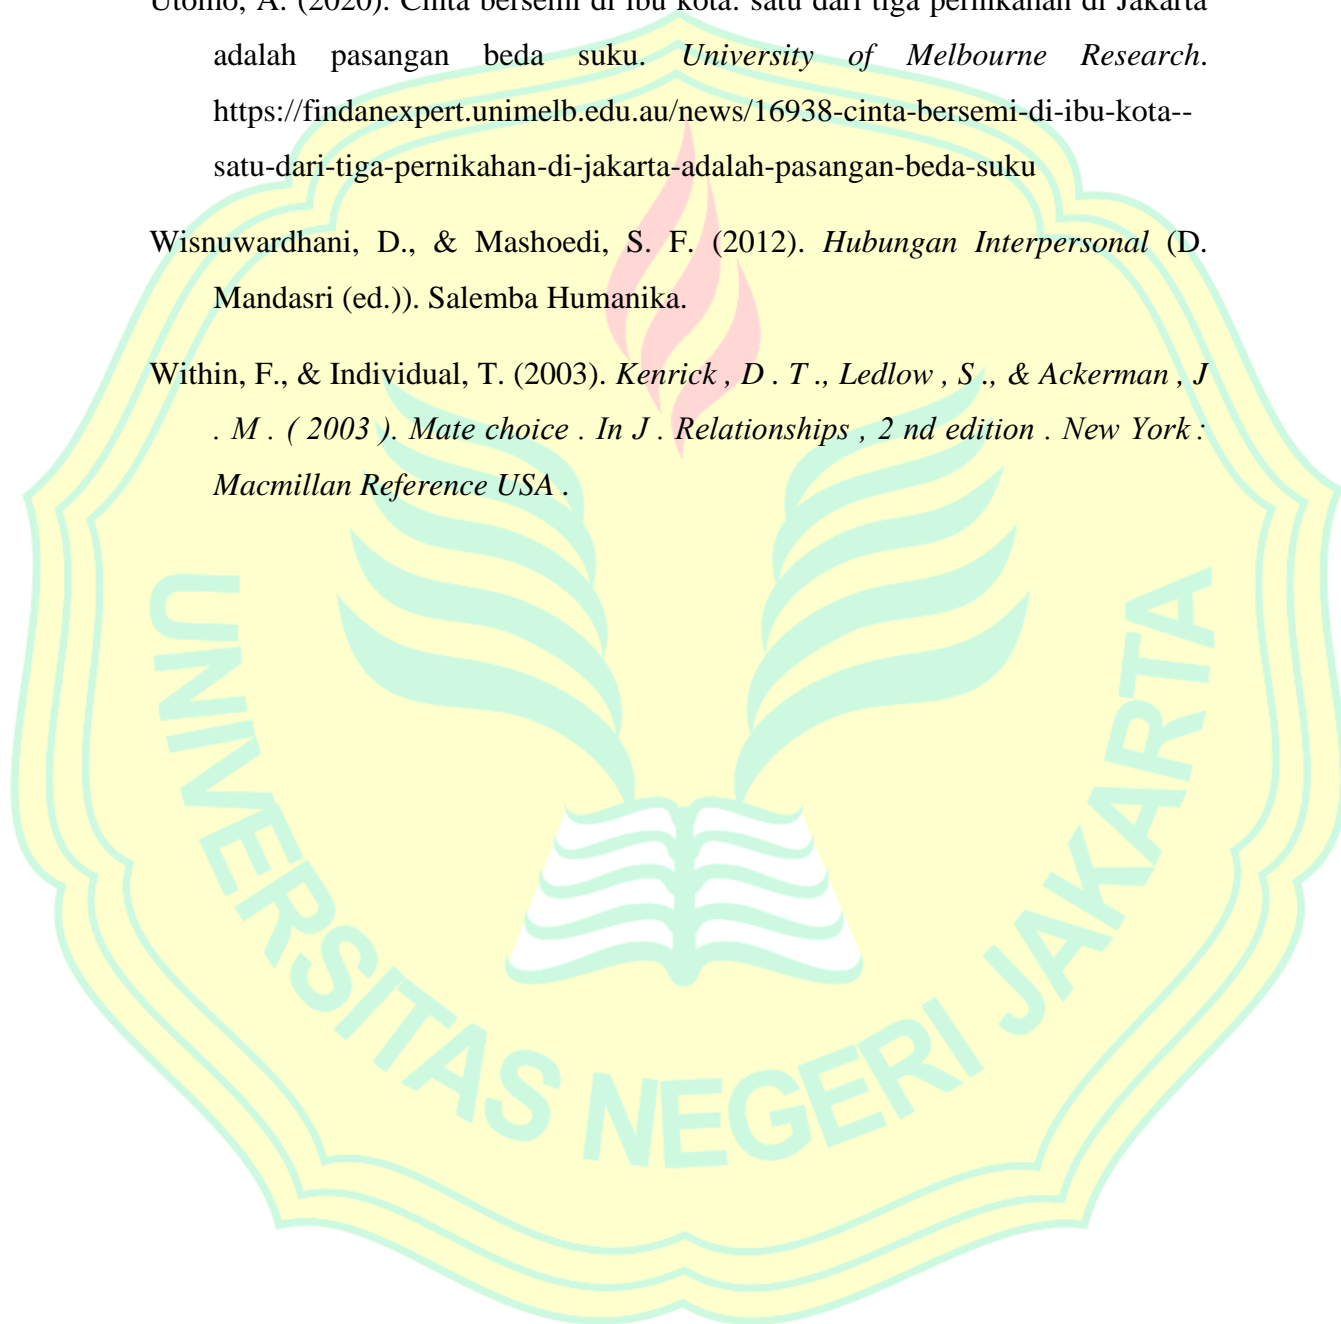 Utomo, A. (2020). Cinta bersemi di ibu kota: satu dari tiga pernikahan di Jakarta
adalah pasangan beda suku. University of Melbourne Research.
https://findanexpert.unimelb.edu.au/news/16938-cinta-bersemi-di-ibu-kota--
satu-dari-tiga-pernikahan-di-jakarta-adalah-pasangan-beda-suku
Wisnuwardhani, D., & Mashoedi, S. F. (2012). Hubungan Interpersonal (D.
Mandasri (ed.)). Salemba Humanika.
Within, F., & Individual, T. (2003). Kenrick , D . T ., Ledlow , S ., & Ackerman , J
. M . ( 2003 ). Mate choice . In J . Relationships , 2 nd edition . New York :
Macmillan Reference USA .
UNIVERSITAS NEGERI JAKARTA